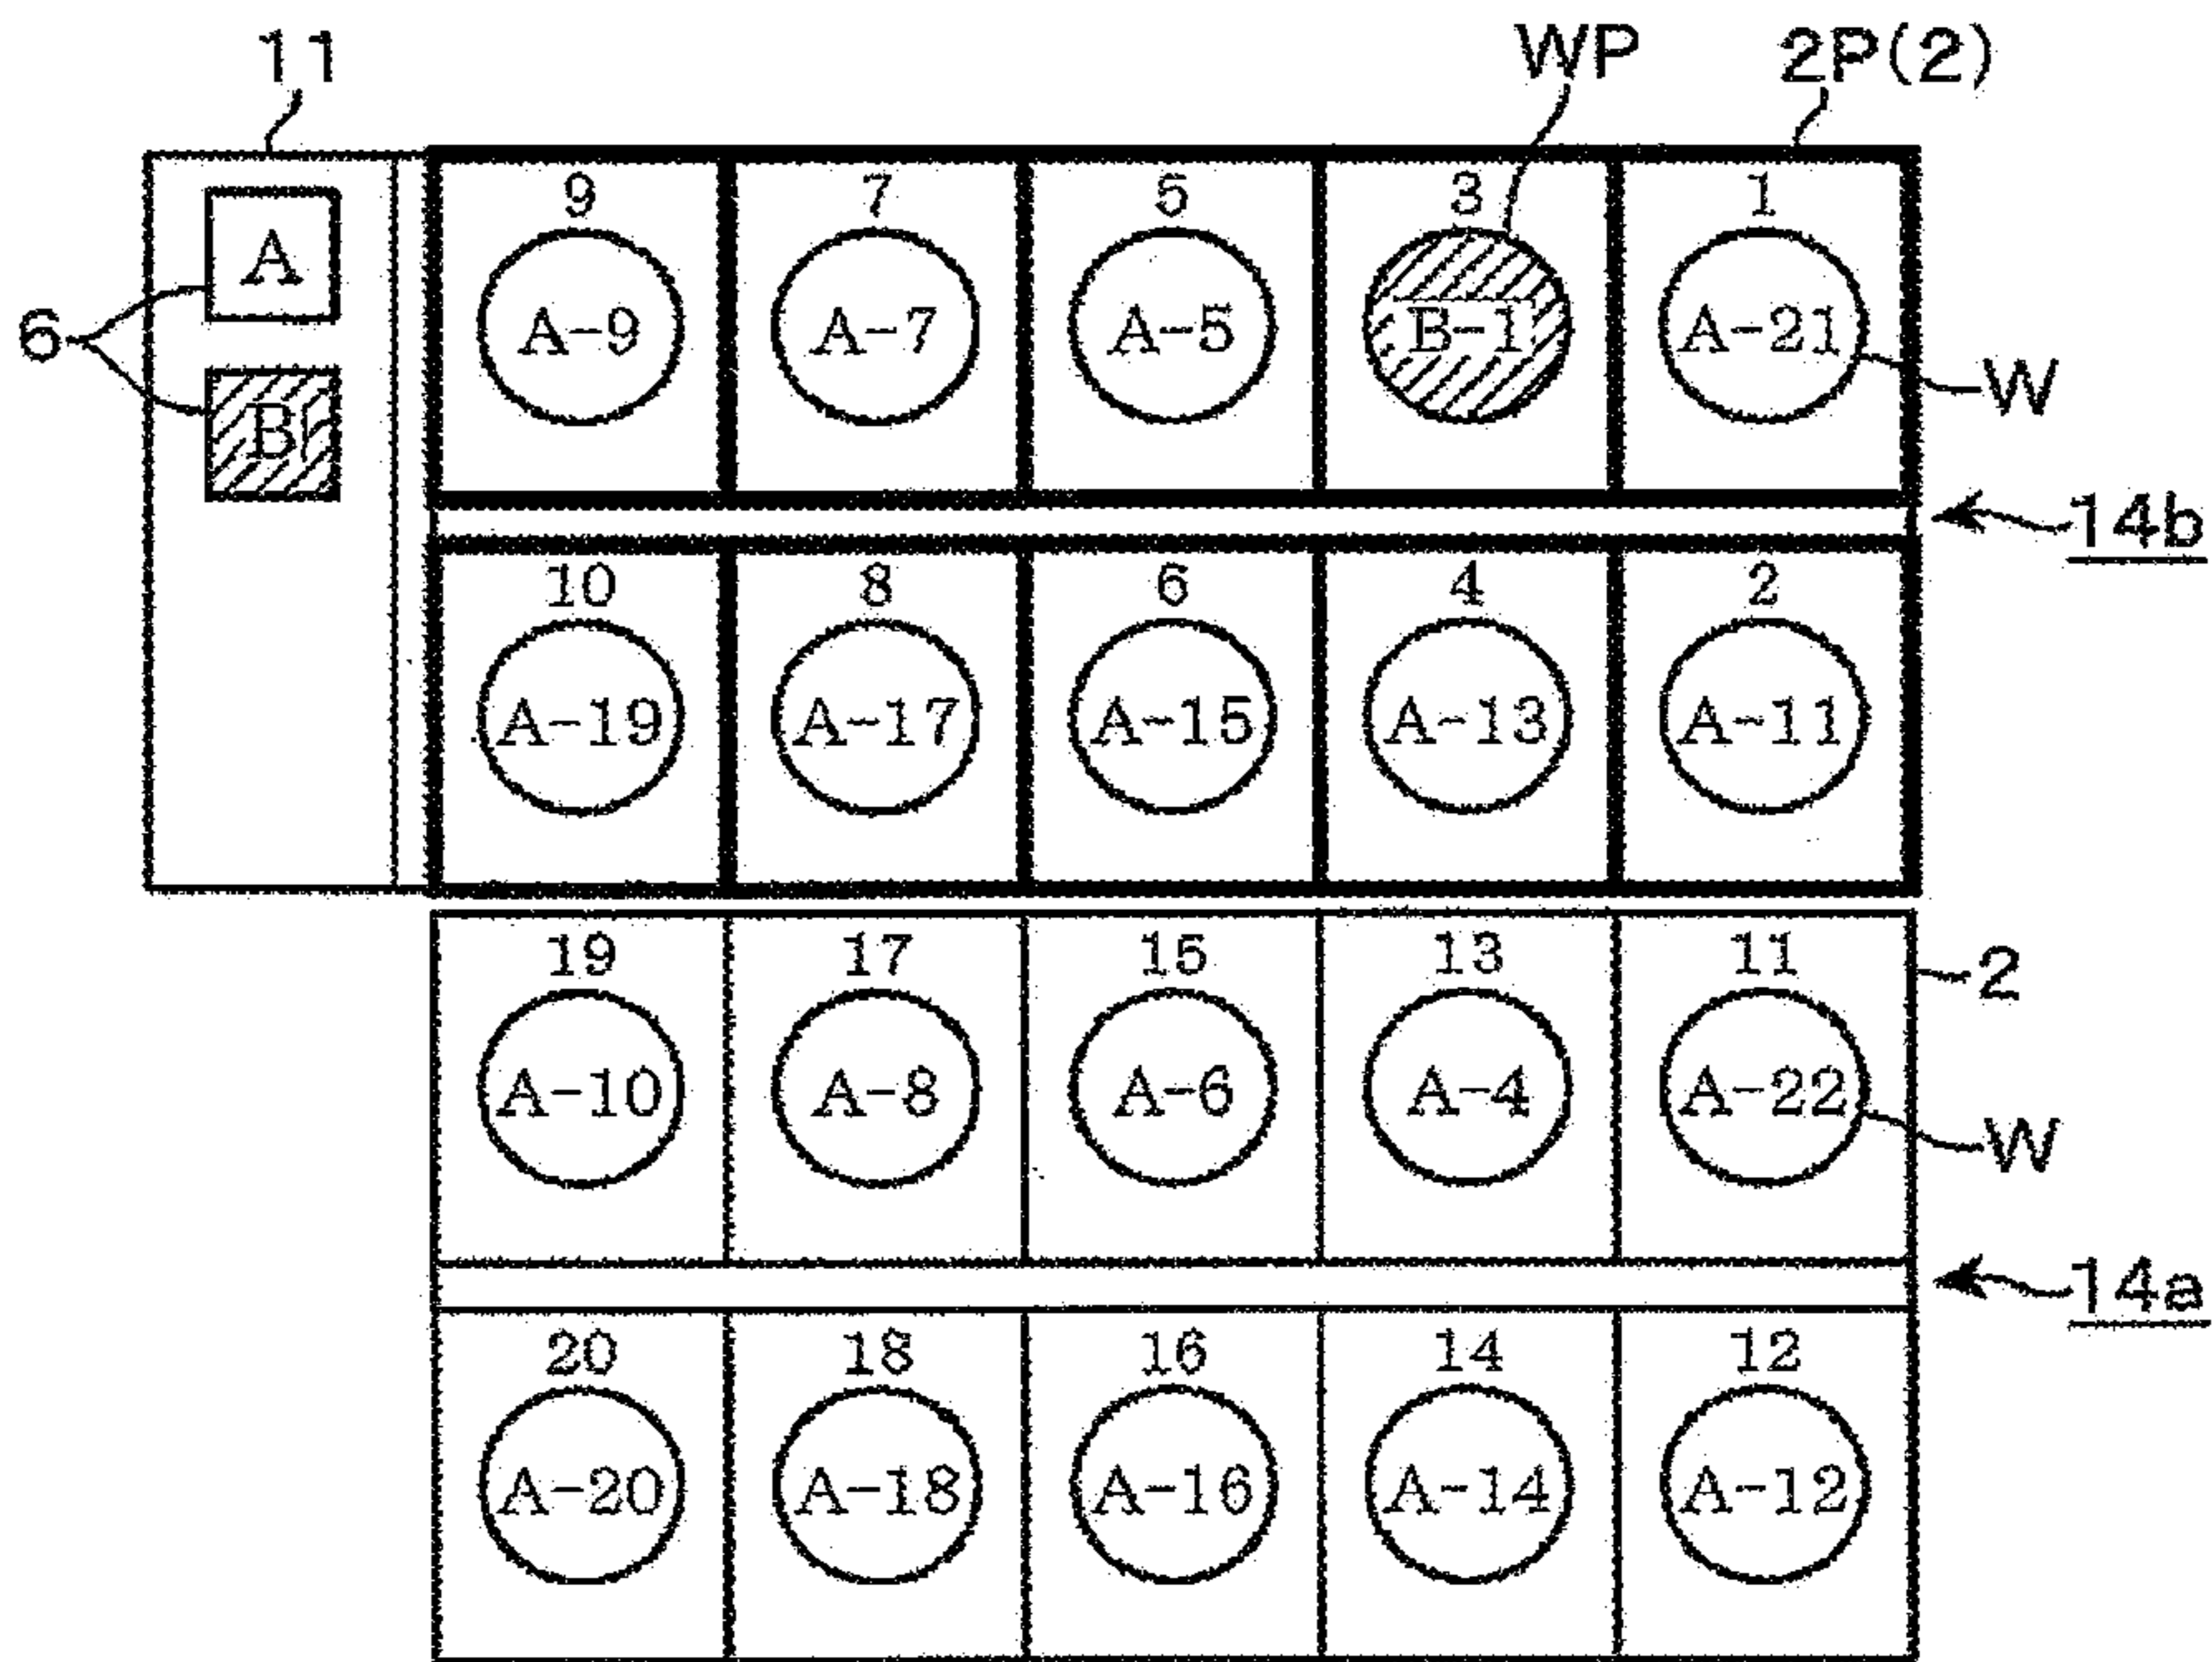 11 WP 2P(2)
9 7 5 3 1
A
6
A-9 A-7 A-5 B-1 A-21
W
B
14b
10 8 6 4 2
A-19 A-17 A-15 A-13 A-11
19 17 15 13 11
2
A-10 A-8 A-6 A-4 A-22
W
14a
20 18 16 14 12
A-20 A-18 A-16 A-14 A-12